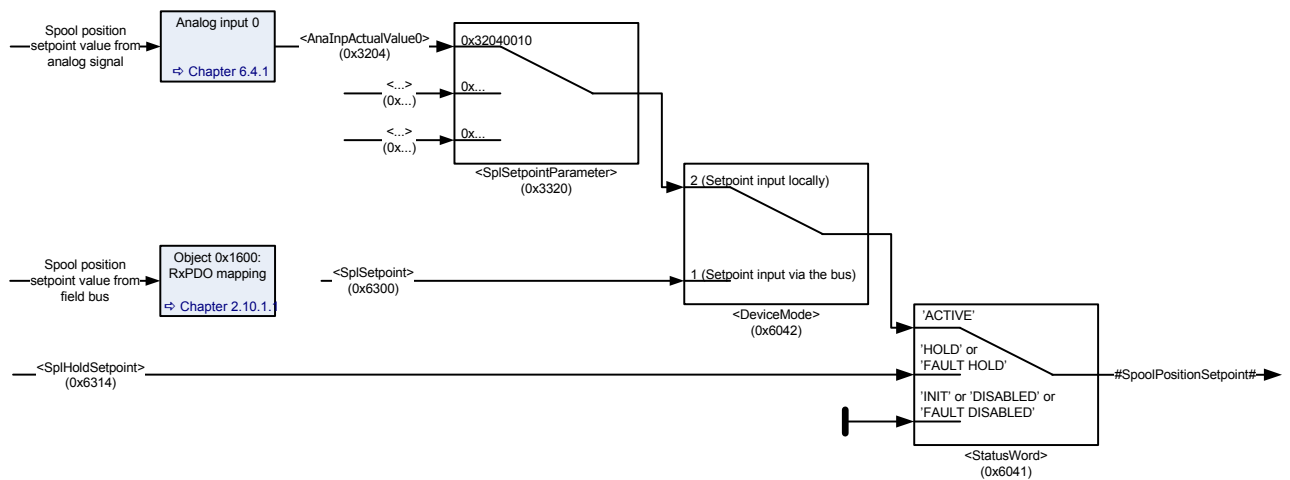 Spool position
setpoint value from
analog signal
Analog input 0
⇨ Chapter 6.4.1
<AnaInpActualValue0>
(0x3204)
0x32040010
<...>
(0x...)
0x...
<...>
(0x...)
0x...
<SplSetpointParameter>
(0x3320)
2 (Setpoint input locally)
Spool position
setpoint value from
field bus
Object 0x1600:
RxPDO mapping
⇨ Chapter 2.10.1.1
<SplSetpoint>
(0x6300)
1 (Setpoint input via the bus)
<DeviceMode>
(0x6042)
'ACTIVE'
<SplHoldSetpoint>
(0x6314)
'HOLD' or
'FAULT HOLD'
#SpoolPositionSetpoint#
'INIT' or 'DISABLED' or
'FAULT DISABLED'
<StatusWord>
(0x6041)